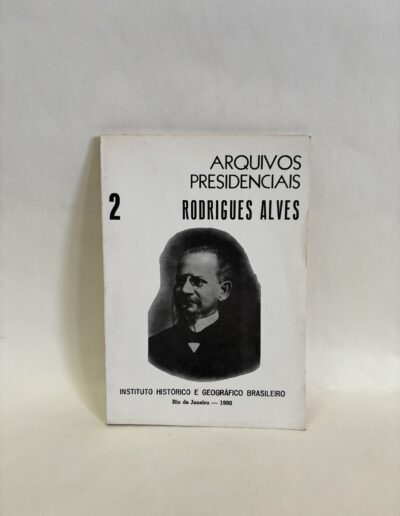 ARQUIVOS
PRESIDENCIAIS
2 RODRIGUES ALVES
INSTITUTO HISTÓRICO E GEOGRÁFICO BRASILEIRO
Rio de Janeiro — 1990